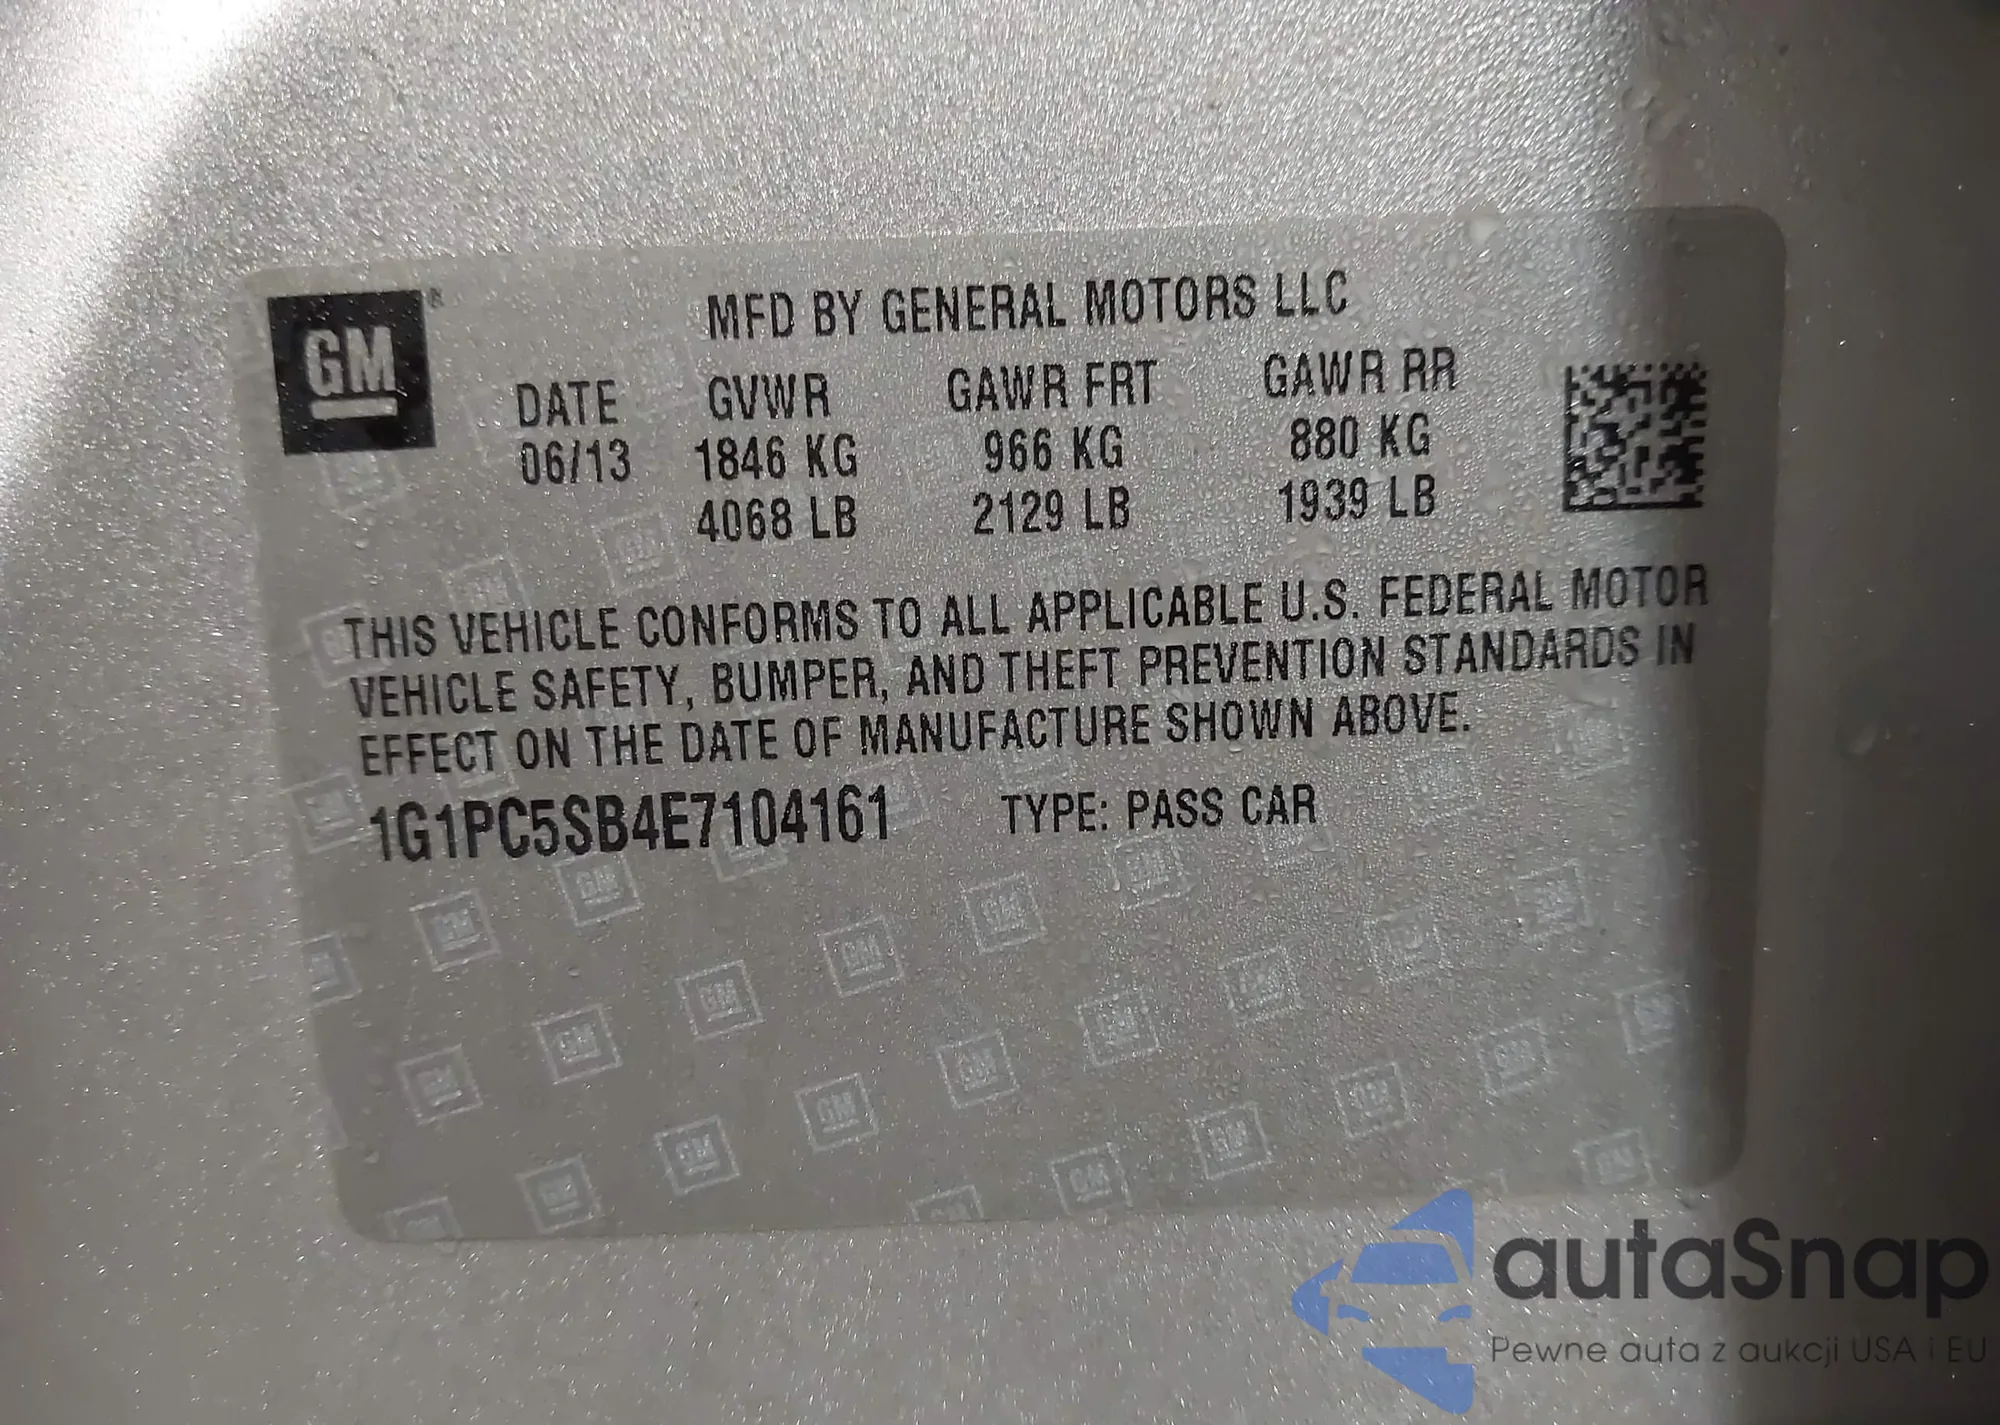 GM ®
MFD BY GENERAL MOTORS LLC
DATE GVWR GAWR FRT GAWR RR
06/13 1846 KG 966 KG 880 KG
4068 LB 2129 LB 1939 LB
THIS VEHICLE CONFORMS TO ALL APPLICABLE U.S. FEDERAL MOTOR
VEHICLE SAFETY, BUMPER, AND THEFT PREVENTION STANDARDS IN
EFFECT ON THE DATE OF MANUFACTURE SHOWN ABOVE.
1G1PC5SB4E7104161 TYPE: PASS CAR
autaSnap
Pewne auta z aukcji USA i EU